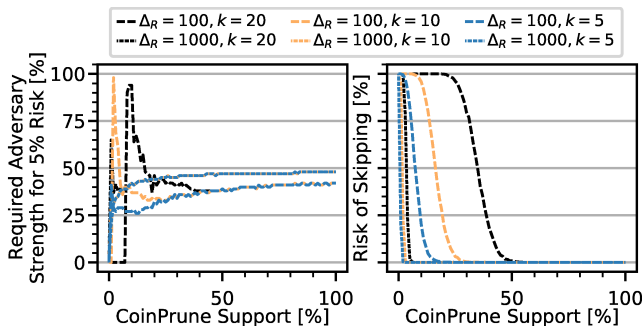 Δ_R = 100, k = 20 Δ_R = 100, k = 10 Δ_R = 100, k = 5
Δ_R = 1000, k = 20 Δ_R = 1000, k = 10 Δ_R = 1000, k = 5
Required Adversary
Strength for 5% Risk [%]
100
75
50
25
0
0 50 100
CoinPrune Support [%]
Risk of Skipping [%]
100
75
50
25
0
0 50 100
CoinPrune Support [%]